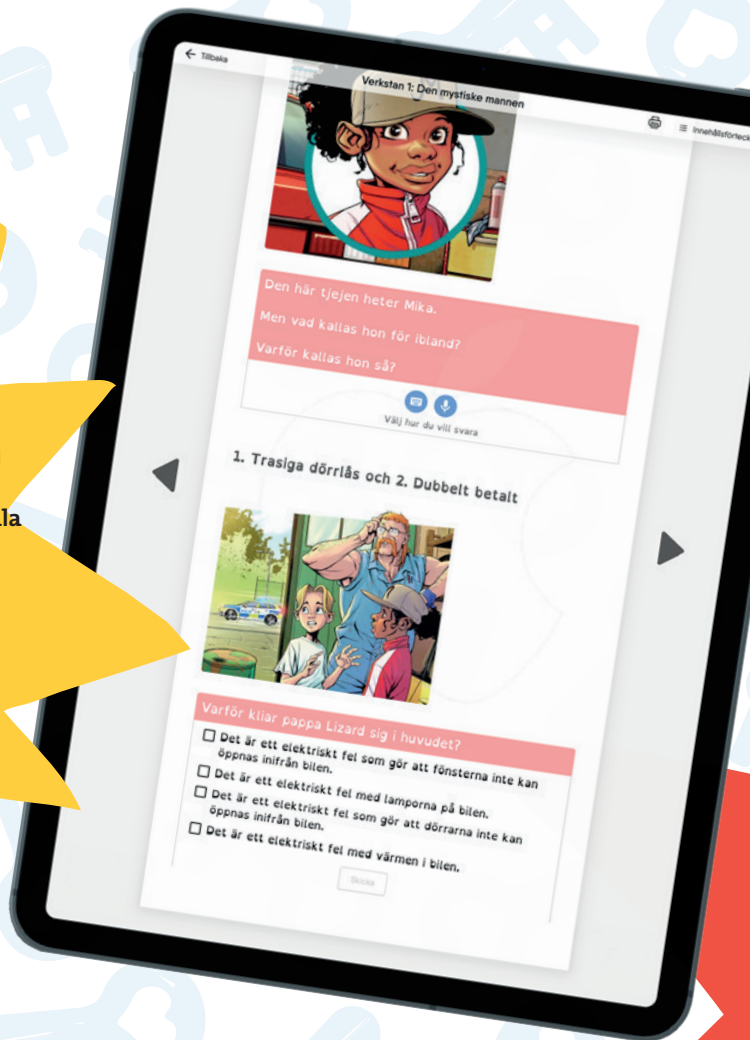 Tillbaka
Verkstan 1: Den mystiske mannen
Innehållsförteck
Den här tjejen heter Mika.
Men vad kallas hon för ibland?
Varför kallas hon så?
Välj hur du vill svara
1. Trasiga dörrlås och 2. Dubbelt betalt
lla
Varför kliar pappa Lizard sig i huvudet?
Det är ett elektriskt fel som gör att fönsterna inte kan
öppnas inifrån bilen.
Det är ett elektriskt fel med lamporna på bilen.
Det är ett elektriskt fel som gör att dörrarna inte kan
öppnas inifrån bilen.
Det är ett elektriskt fel med värmen i bilen.
Skicka